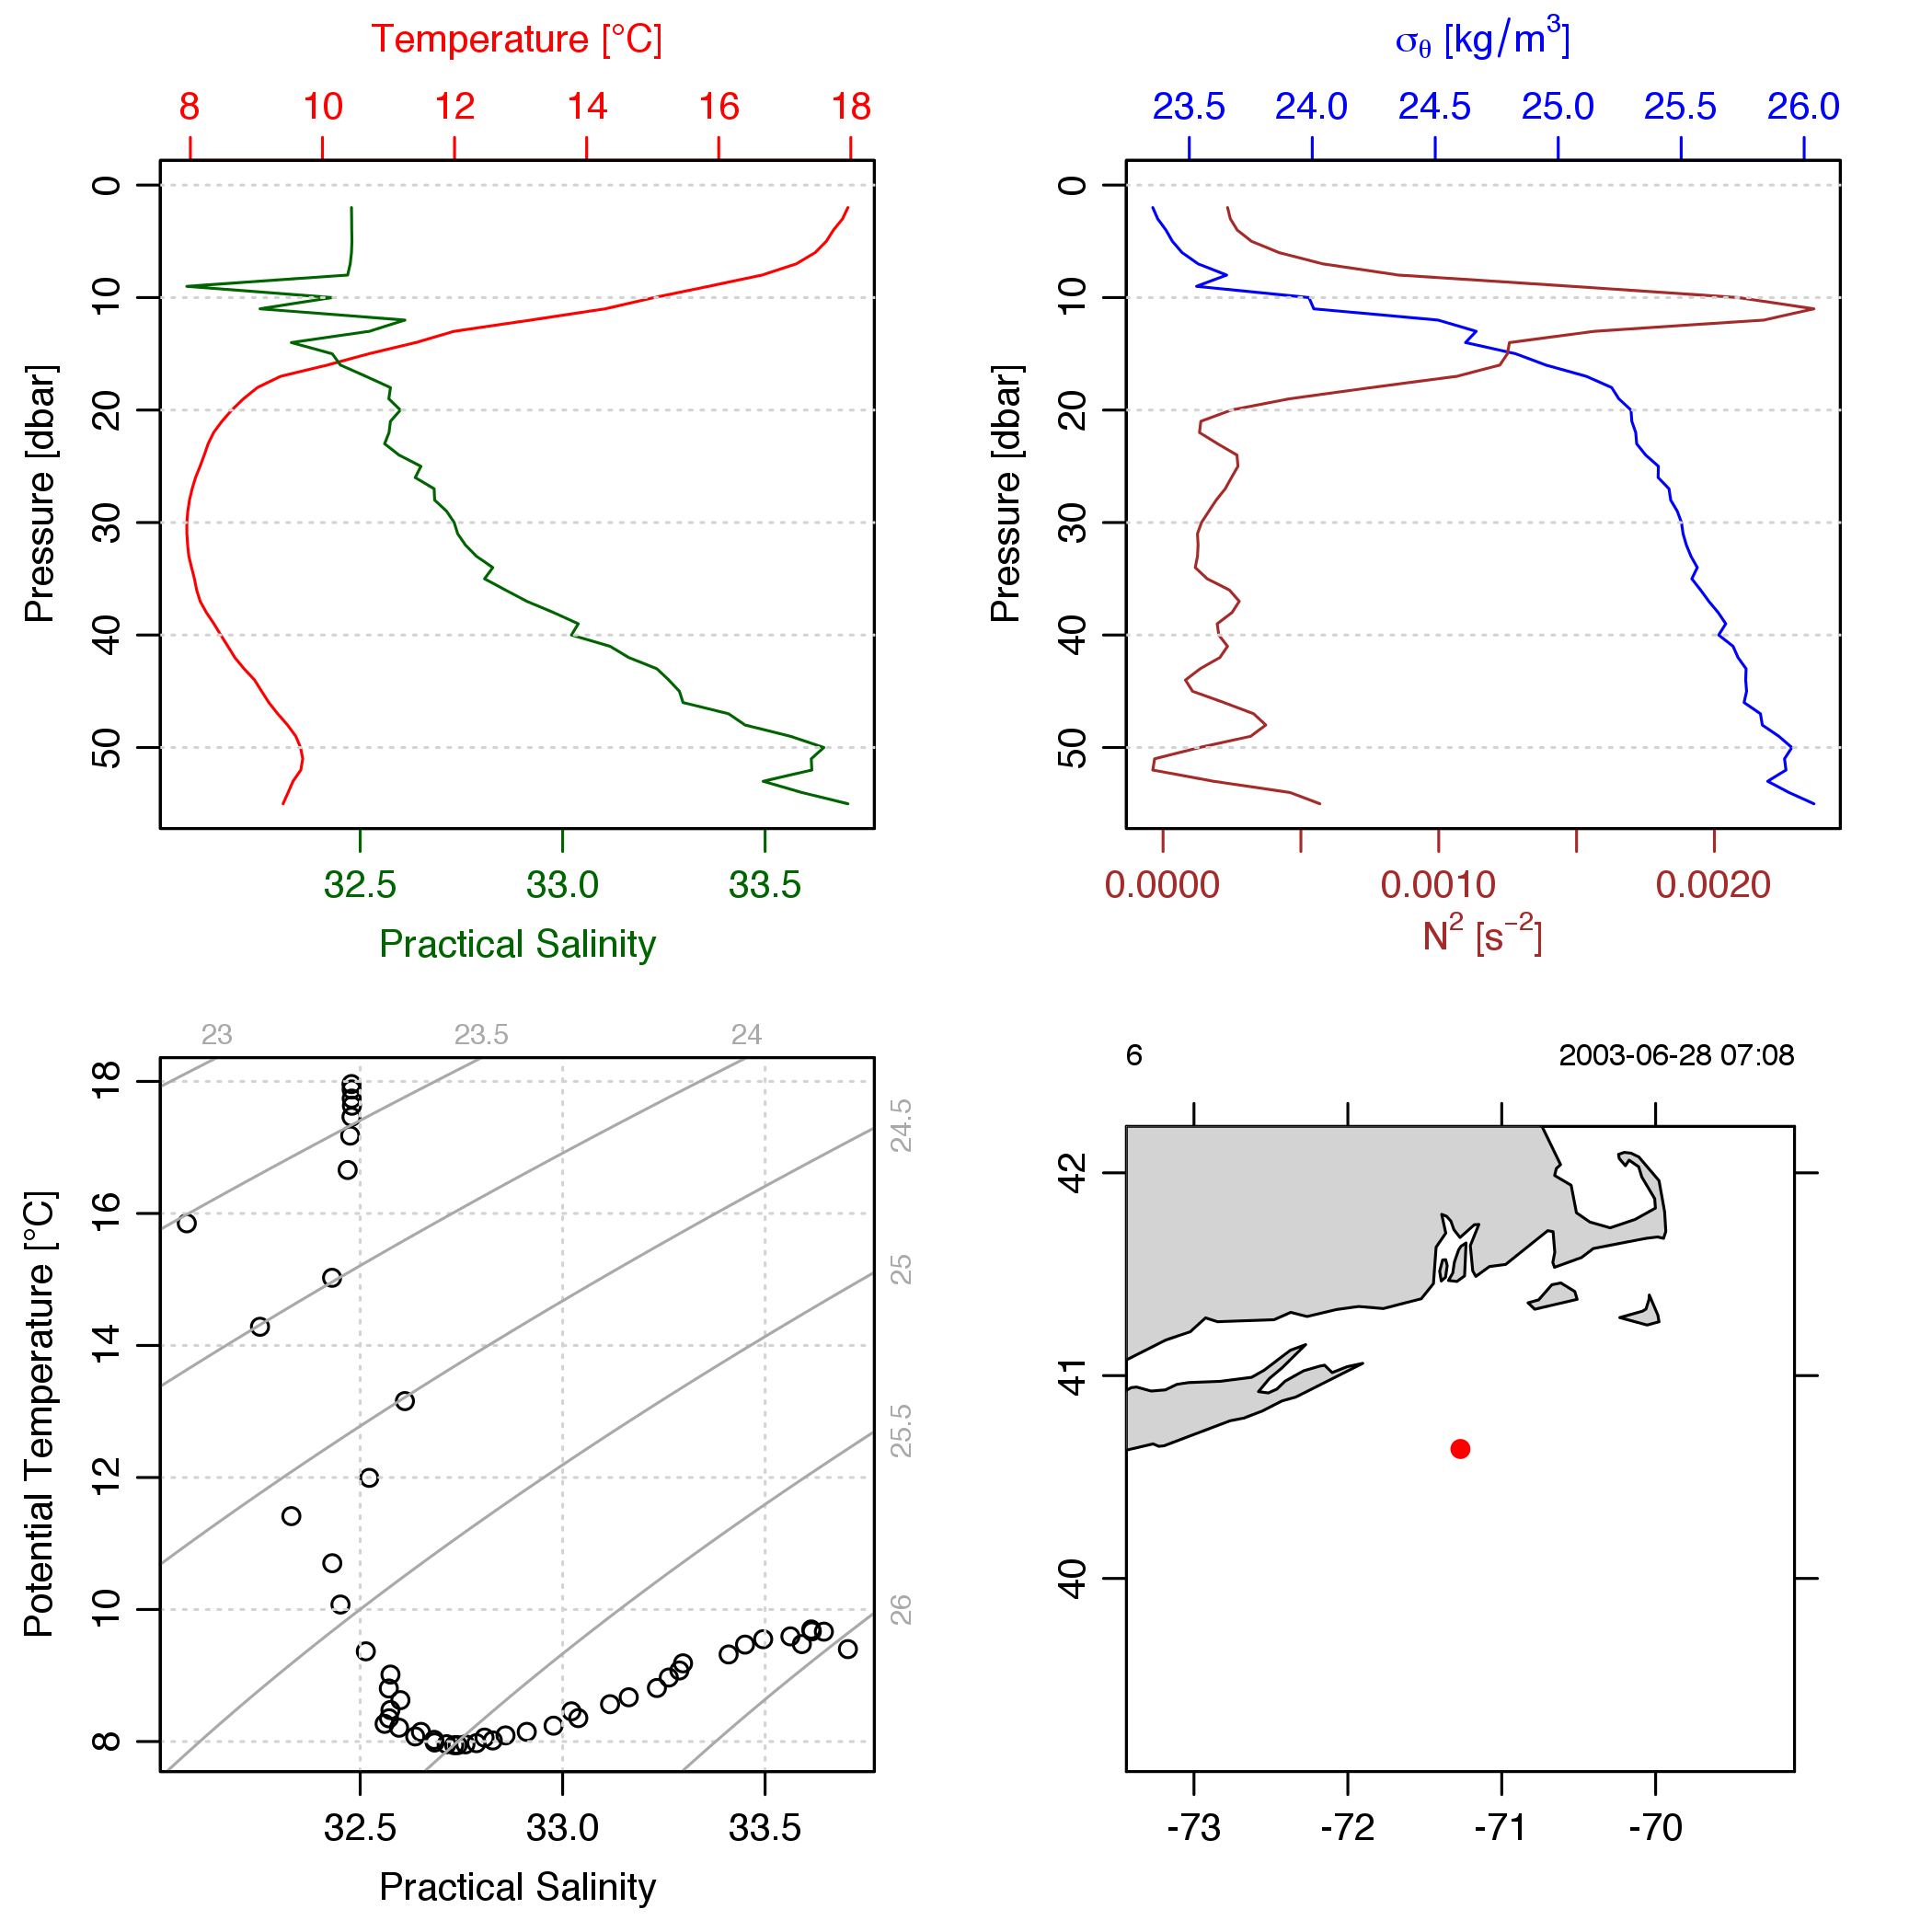 Temperature [°C]
8 10 12 14 16 18
Pressure [dbar]
0 10 20 30 40 50
32.5 33.0 33.5
Practical Salinity
σθ [kg/m³]
23.5 24.0 24.5 25.0 25.5 26.0
Pressure [dbar]
0 10 20 30 40 50
0.0000 0.0010 0.0020
N² [s⁻²]
23 23.5 24
24.5
25
25.5
26
Potential Temperature [°C]
18 16 14 12 10 8
32.5 33.0 33.5
Practical Salinity
6 2003-06-28 07:08
42
41
40
-73 -72 -71 -70